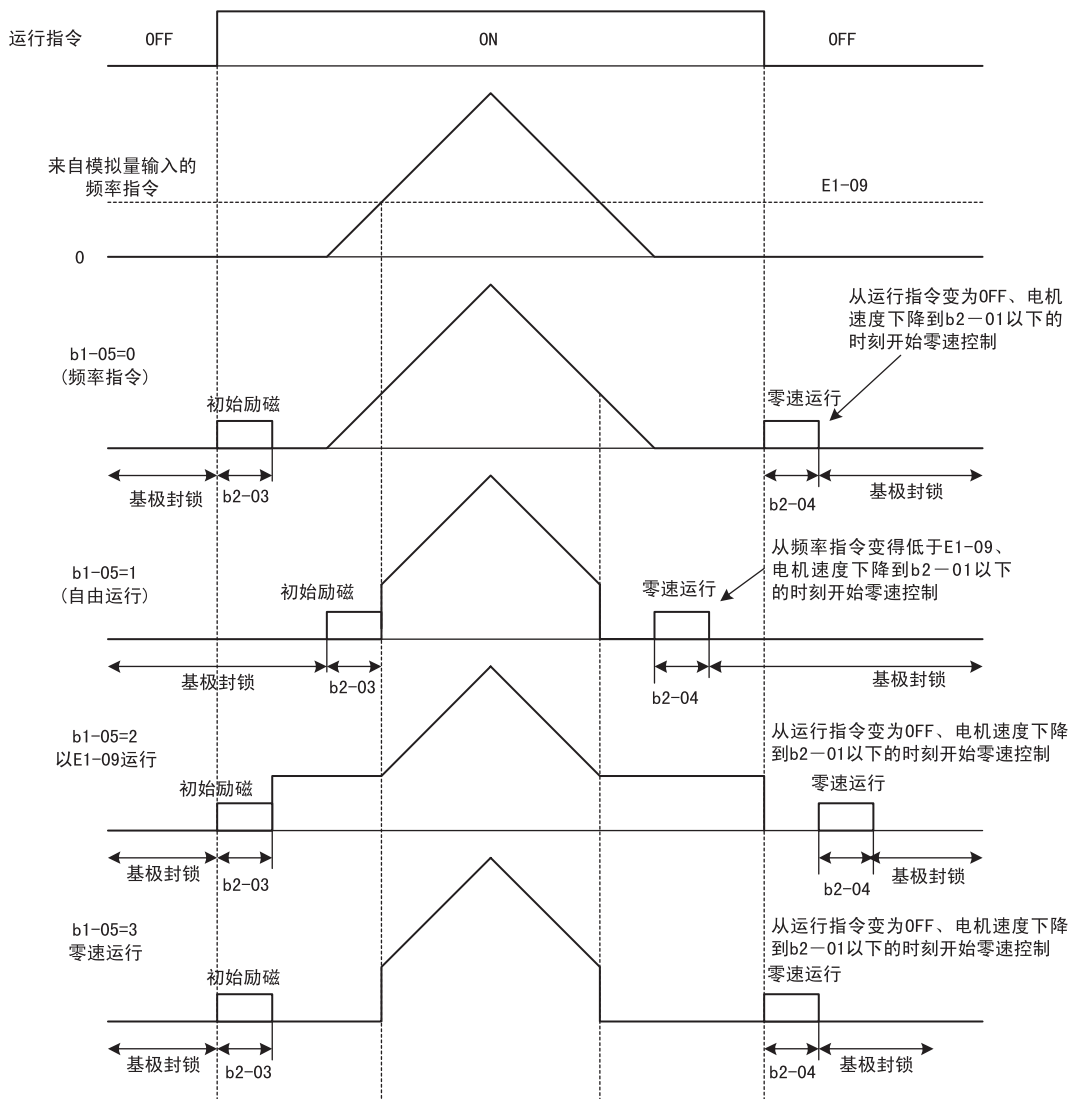 运行指令
OFF
ON
OFF
来自模拟量输入的
频率指令
E1-09
0
从运行指令变为OFF、电机
速度下降到b2-01以下的
时刻开始零速控制
b1-05=0
(频率指令)
初始励磁
零速运行
基极封锁
b2-03
b2-04
基极封锁
从频率指令变得低于E1-09、
电机速度下降到b2-01以下
的时刻开始零速控制
b1-05=1
(自由运行)
初始励磁
零速运行
基极封锁
b2-03
b2-04
基极封锁
b1-05=2
以E1-09运行
从运行指令变为OFF、电机速度下降
到b2-01以下的时刻开始零速控制
初始励磁
零速运行
基极封锁
b2-03
b2-04
基极封锁
b1-05=3
零速运行
从运行指令变为OFF、电机速度下降
到b2-01以下的时刻开始零速控制
初始励磁
零速运行
基极封锁
b2-03
b2-04
基极封锁